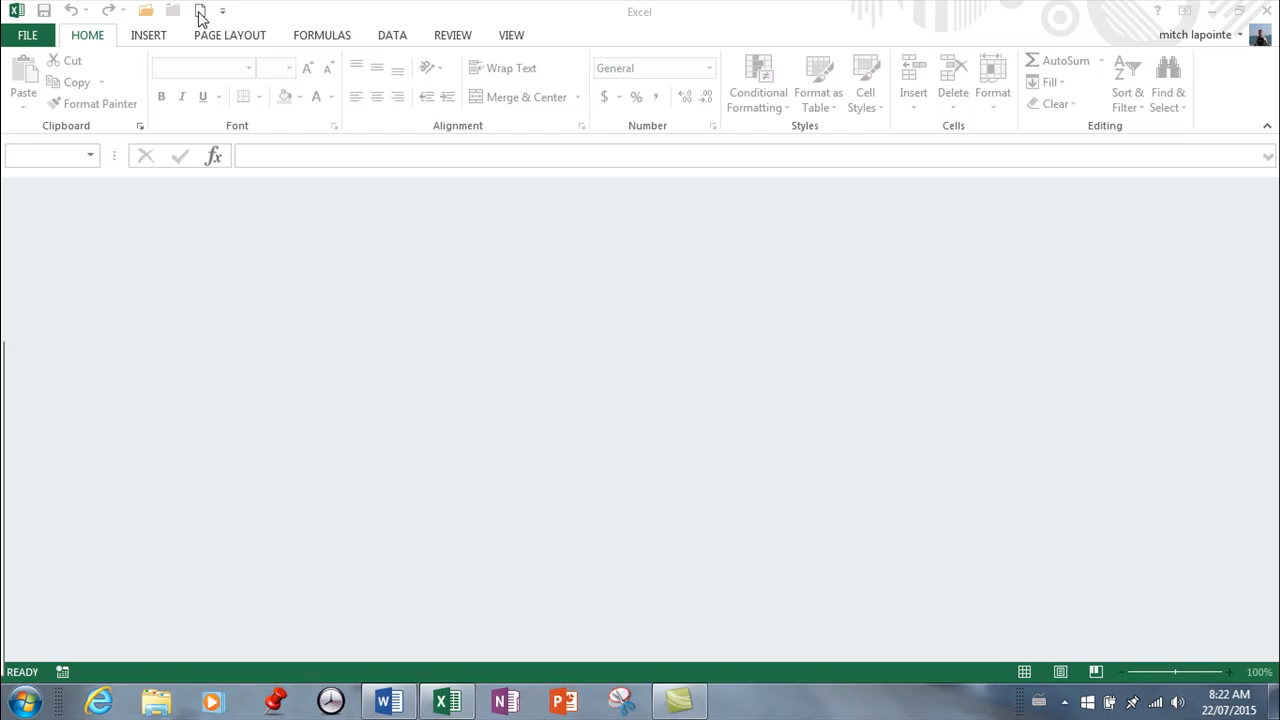 Excel
FILE HOME INSERT PAGE LAYOUT FORMULAS DATA REVIEW VIEW mitch lapointe
Paste Cut Copy Format Painter
B I U A
Wrap Text Merge & Center
General $ % ,
Conditional Formatting Format as Table Cell Styles
Insert Delete Format
AutoSum Fill Clear Sort & Filter Find & Select
Clipboard Font Alignment Number Styles Cells Editing
fx
READY 100%
8:22 AM
22/07/2015